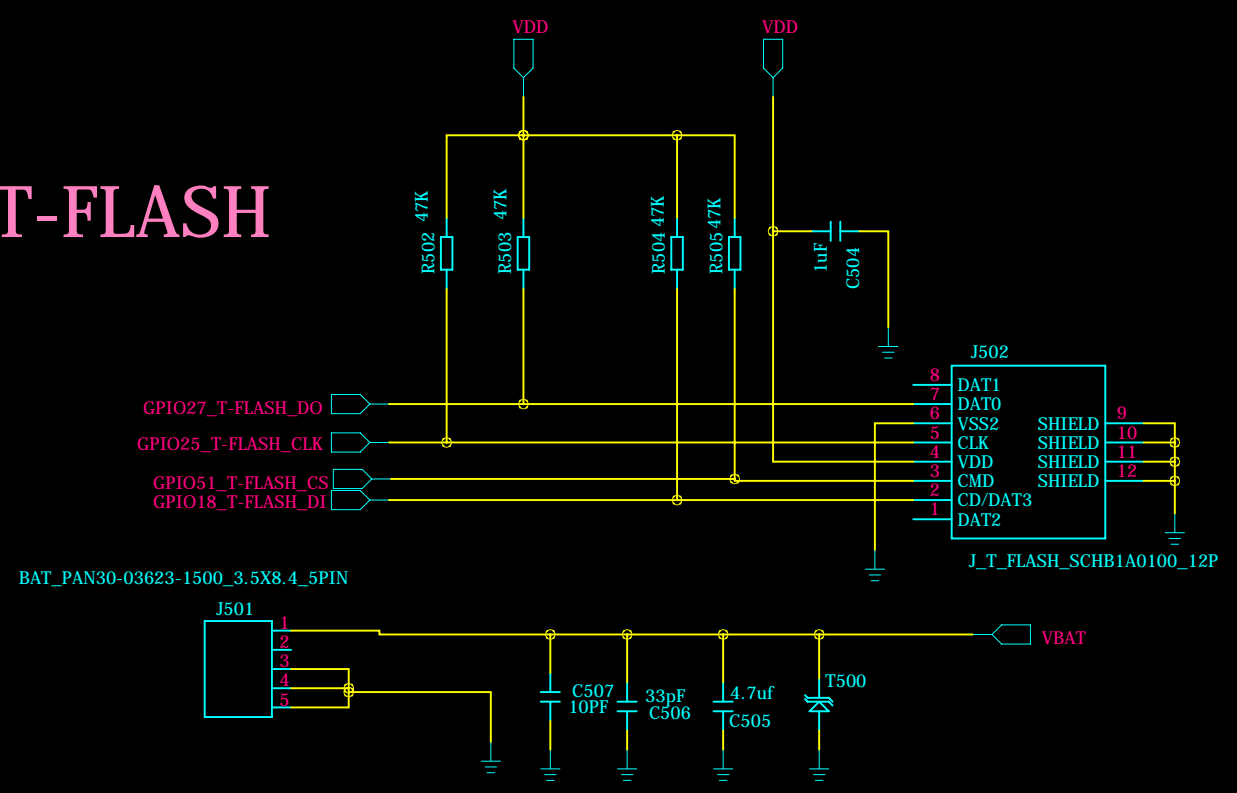 VDD
VDD
T-FLASH
R502 47K
R503 47K
R504 47K
R505 47K
1uF
C504
J502
8 DAT1
7 DAT0
6 VSS2
5 CLK
4 VDD
3 CMD
2 CD/DAT3
1 DAT2
SHIELD 9
SHIELD 10
SHIELD 11
SHIELD 12
J_T_FLASH_SCHB1A0100_12P
GPIO27_T-FLASH_DO
GPIO25_T-FLASH_CLK
GPIO51_T-FLASH_CS
GPIO18_T-FLASH_DI
BAT_PAN30-03623-1500_3.5X8.4_5PIN
J501
1
2
3
4
5
C507
10PF
33pF
C506
4.7uf
C505
T500
VBAT